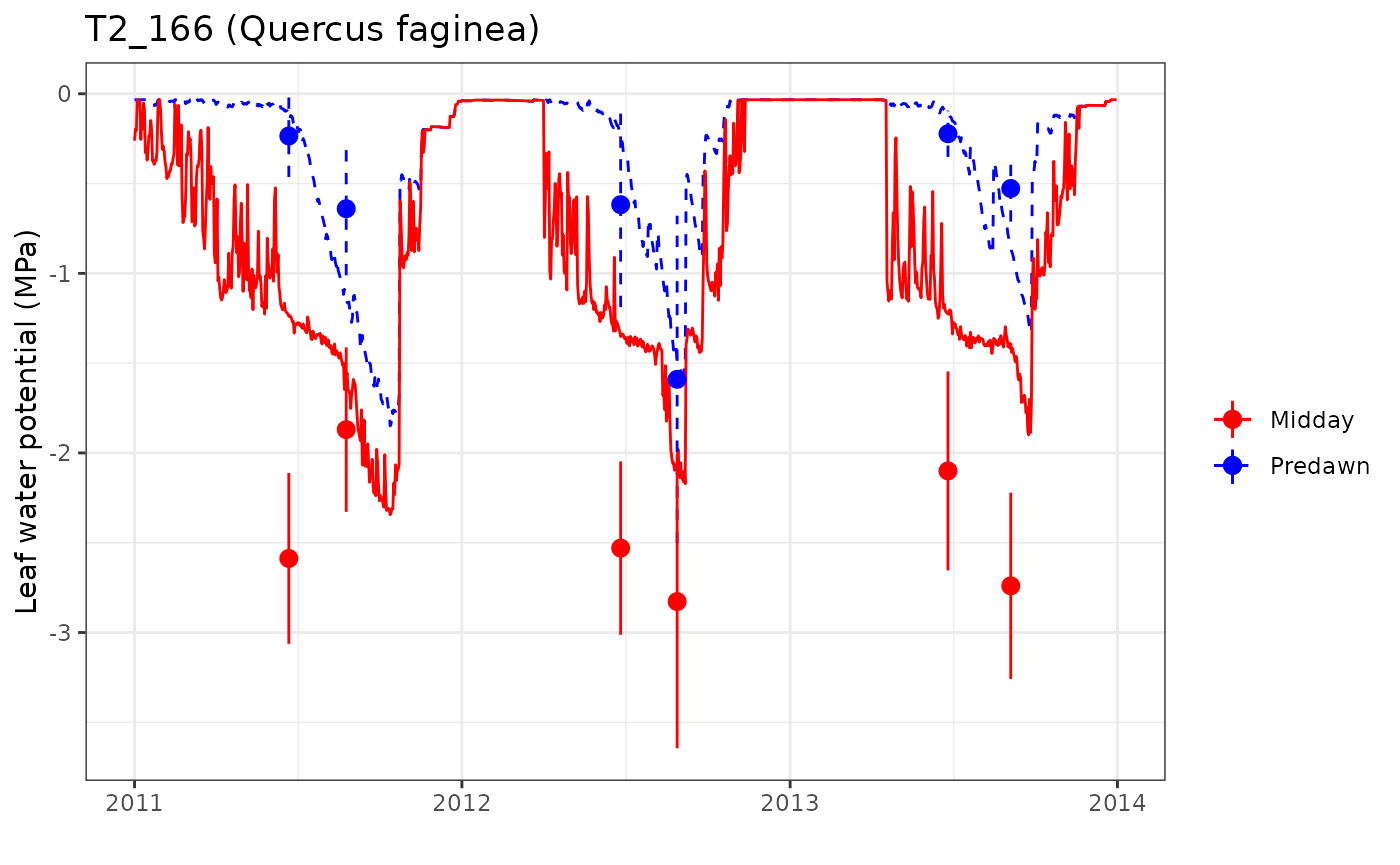 T2_166 (Quercus faginea)
Leaf water potential (MPa)
0
-1
-2
-3
2011
2012
2013
2014
Midday
Predawn